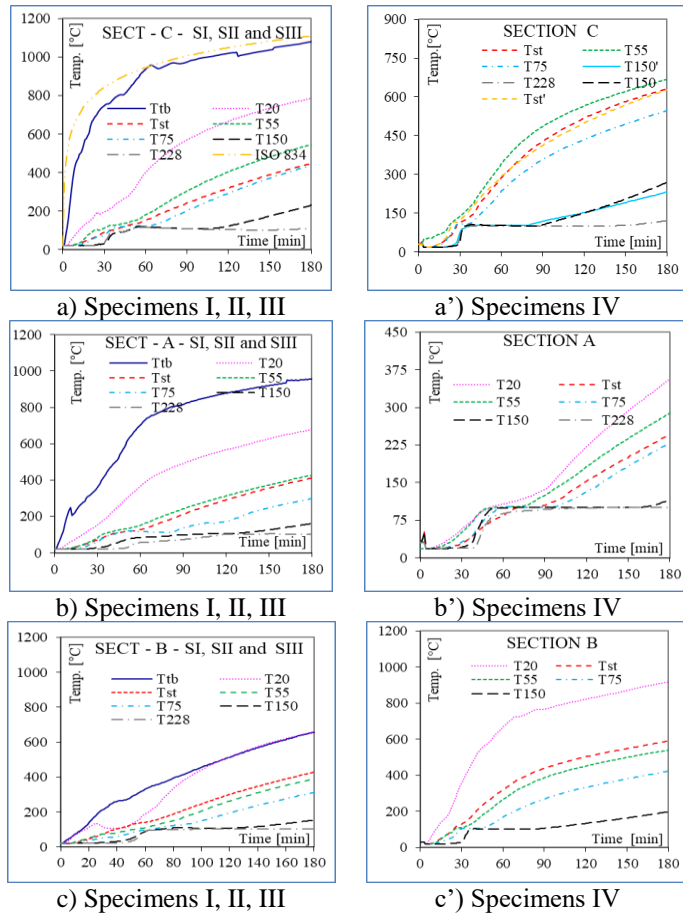 SECT - C - SI, SII and SIII
Temp. [°C]
1200
1000
800
600
400
200
0
Ttb
T20
Tst
T55
T75
T150
T228
ISO 834
Time [min]
0 30 60 90 120 150 180
a) Specimens I, II, III
SECTION C
Temp. [°C]
900
750
600
450
300
150
0
Tst
T55
T75
T150'
T228
T150
Tst'
Time [min]
0 30 60 90 120 150 180
a’) Specimens IV
SECT - A - SI, SII and SIII
Temp. [°C]
1200
1000
800
600
400
200
0
Ttb
T20
Tst
T55
T75
T150
T228
Time [min]
0 30 60 90 120 150 180
b) Specimens I, II, III
SECTION A
Temp. [°C]
450
375
300
225
150
75
0
T20
Tst
T55
T75
T150
T228
Time [min]
0 30 60 90 120 150 180
b’) Specimens IV
SECT - B - SI, SII and SIII
Temp. [°C]
1200
1000
800
600
400
200
0
Ttb
T20
Tst
T55
T75
T150
T228
Time [min]
0 20 40 60 80 100 120 140 160 180
c) Specimens I, II, III
SECTION B
Temp. [°C]
1200
1000
800
600
400
200
0
T20
Tst
T55
T75
T150
Time [min]
0 30 60 90 120 150 180
c’) Specimens IV